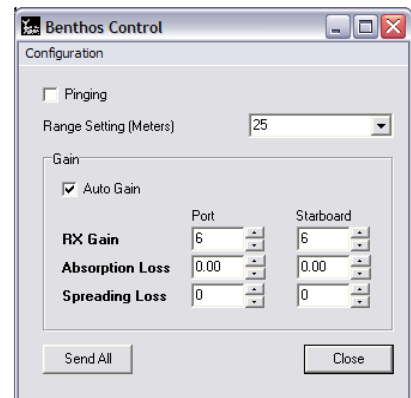 Benthos Control
Configuration
Pinging
Range Setting (Meters) 25
Gain
Auto Gain
Port Starboard
RX Gain 6 6
Absorption Loss 0.00 0.00
Spreading Loss 0 0
Send All Close